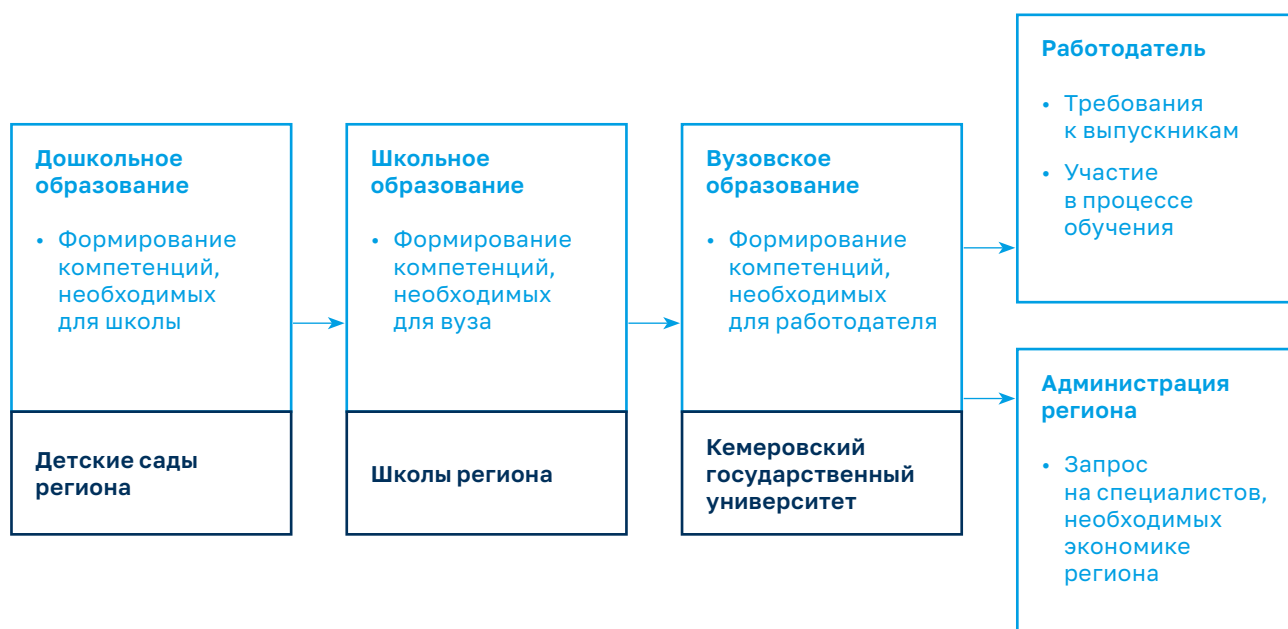 Дошкольное
образование
• Формирование
компетенций,
необходимых
для школы
Детские сады
региона
Школьное
образование
• Формирование
компетенций,
необходимых
для вуза
Школы региона
Вузовское
образование
• Формирование
компетенций,
необходимых
для работодателя
Кемеровский
государственный
университет
Работодатель
• Требования
к выпускникам
• Участие
в процессе
обучения
Администрация
региона
• Запрос
на специалистов,
необходимых
экономике
региона